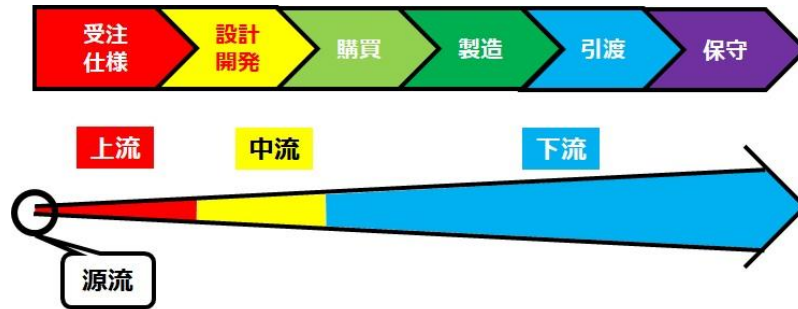 受注
仕様
設計
開発
購買
製造
引渡
保守
上流
中流
下流
源流